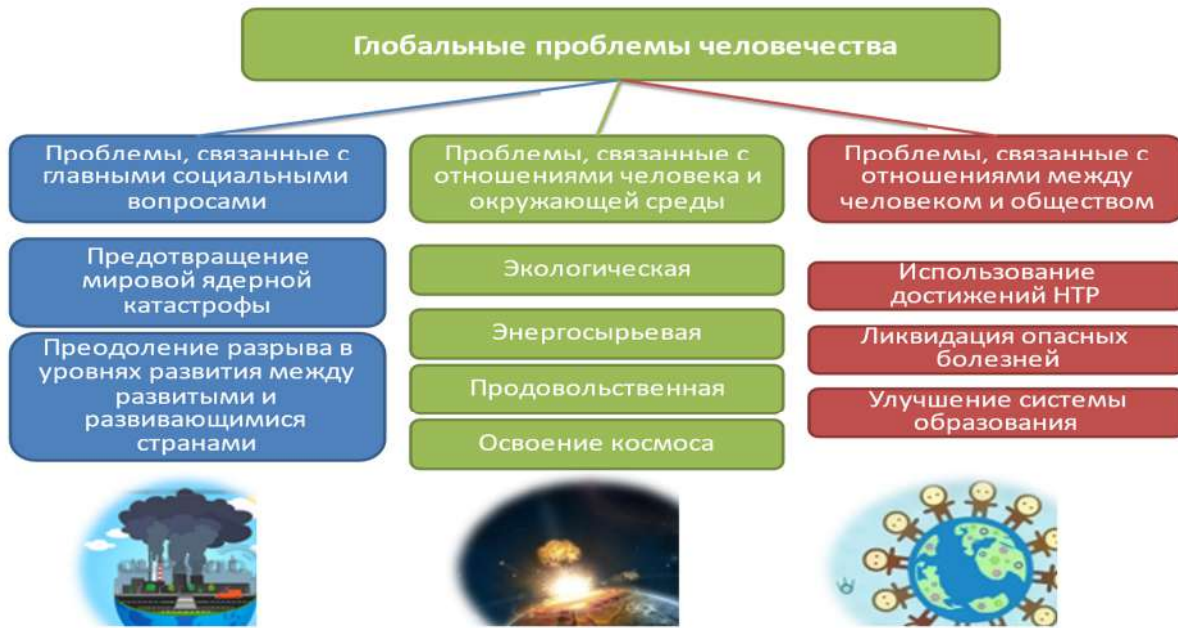 Глобальные проблемы человечества
Проблемы, связанные с
главными социальными
вопросами
Предотвращение
мировой ядерной
катастрофы
Преодоление разрыва в
уровнях развития между
развитыми и
развивающимися
странами
Проблемы, связанные с
отношениями человека и
окружающей среды
Экологическая
Энергосырьевая
Продовольственная
Освоение космоса
Проблемы, связанные с
отношениями между
человеком и обществом
Использование
достижений НТР
Ликвидация опасных
болезней
Улучшение системы
образования